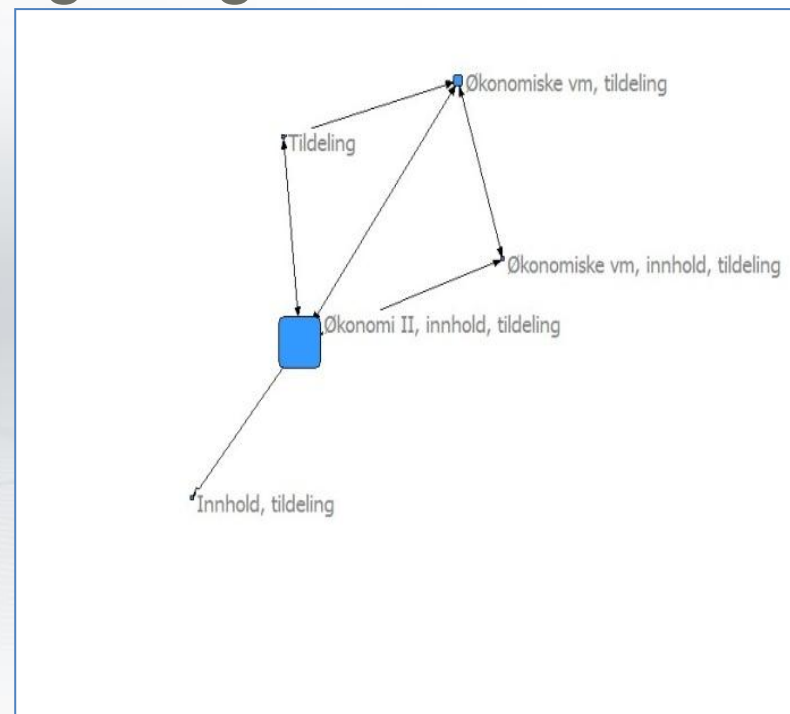 Økonomiske vm, tildeling
Tildeling
Økonomiske vm, innhold, tildeling
Økonomi II, innhold, tildeling
Innhold, tildeling